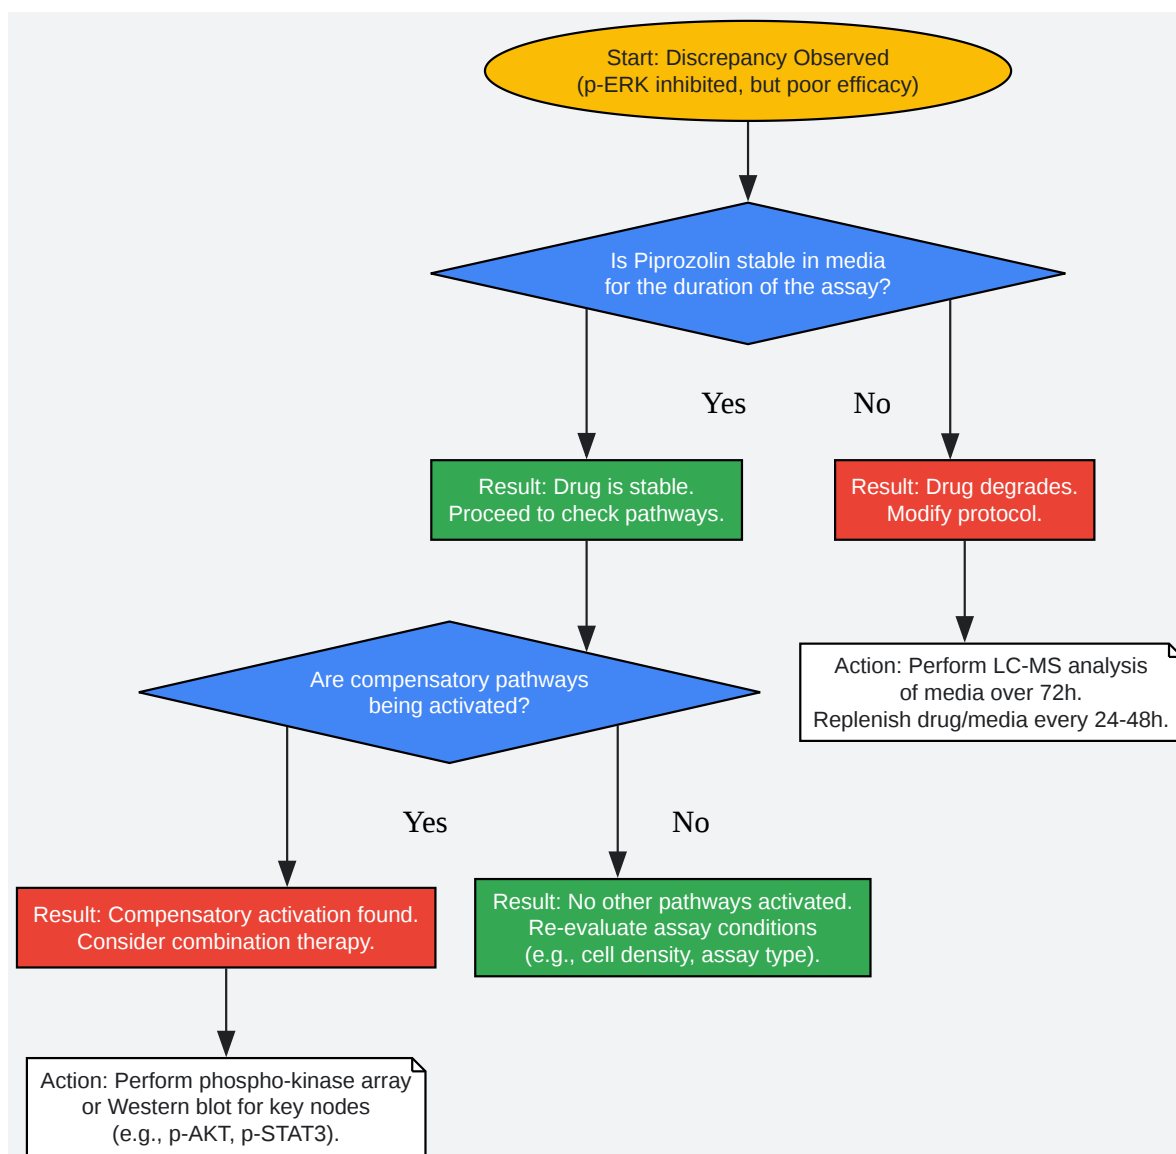 Start: Discrepancy Observed
(p-ERK inhibited, but poor efficacy)
Is Piprozolin stable in media
for the duration of the assay?
Yes
No
Result: Drug is stable.
Proceed to check pathways.
Result: Drug degrades.
Modify protocol.
Are compensatory pathways
being activated?
Action: Perform LC-MS analysis
of media over 72h.
Replenish drug/media every 24-48h.
Yes
No
Result: Compensatory activation found.
Consider combination therapy.
Result: No other pathways activated.
Re-evaluate assay conditions
(e.g., cell density, assay type).
Action: Perform phospho-kinase array
or Western blot for key nodes
(e.g., p-AKT, p-STAT3).